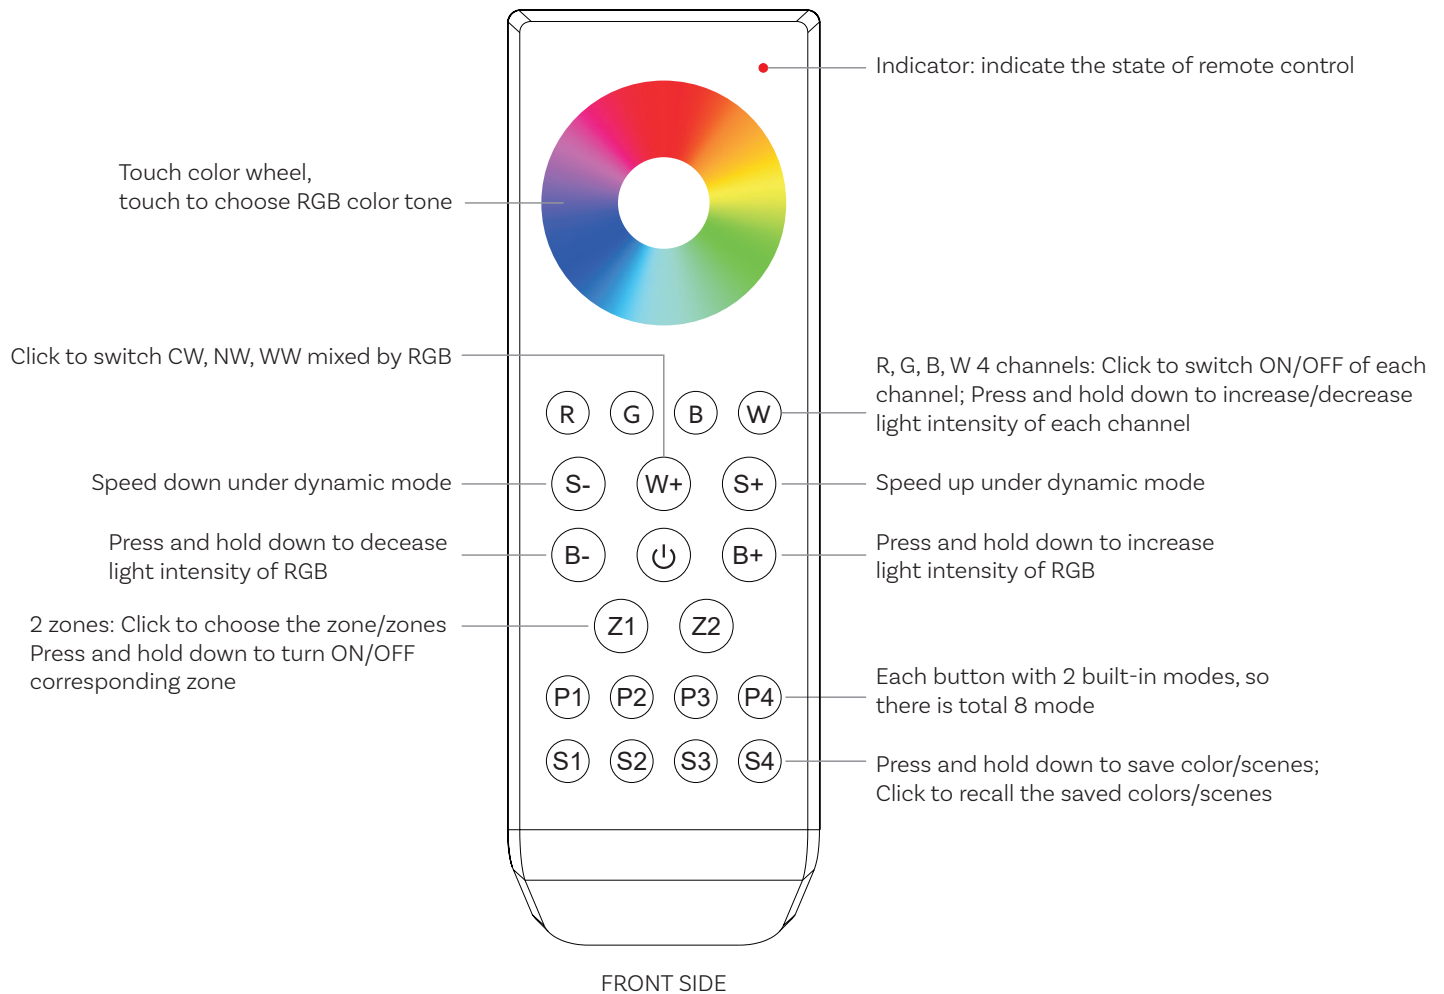 Indicator: indicate the state of remote control
Touch color wheel,
touch to choose RGB color tone
Click to switch CW, NW, WW mixed by RGB
R, G, B, W 4 channels: Click to switch ON/OFF of each
channel; Press and hold down to increase/decrease
light intensity of each channel
R G B W
Speed down under dynamic mode
S- W+ S+
Speed up under dynamic mode
Press and hold down to decease
light intensity of RGB
B- B+
Press and hold down to increase
light intensity of RGB
2 zones: Click to choose the zone/zones
Press and hold down to turn ON/OFF
corresponding zone
Z1 Z2
Each button with 2 built-in modes, so
there is total 8 mode
P1 P2 P3 P4
S1 S2 S3 S4
Press and hold down to save color/scenes;
Click to recall the saved colors/scenes
FRONT SIDE